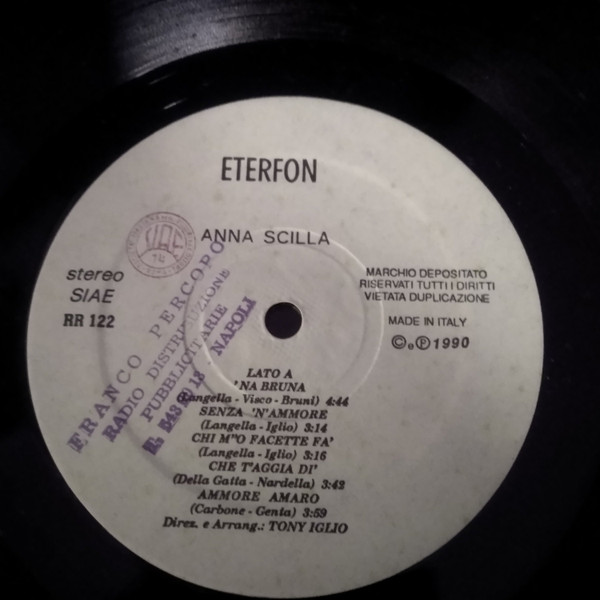 ETERFON
ANNA SCILLA
stereo
SIAE
RR 122
MARCHIO DEPOSITATO
RISERVATI TUTTI I DIRITTI
VIETATA DUPLICAZIONE
MADE IN ITALY
© e ℗ 1990
FRANCO PERCOPO
RADIO DISTRIBUZIONE
PUBBLICITARIE
NAPOLI
LATO A
'NA BRUNA
(Langella - Visco - Bruni) 4:44
SENZA 'N'AMMORE
(Langella - Iglio) 3:14
CHI M''O FACETTE FA'
(Langella - Iglio) 3:16
CHE T'AGGIA DI'
(Della Gatta - Nardella) 3:42
AMMORE AMARO
(Carbone - Genta) 3:59
Direz. e Arrang.: TONY IGLIO